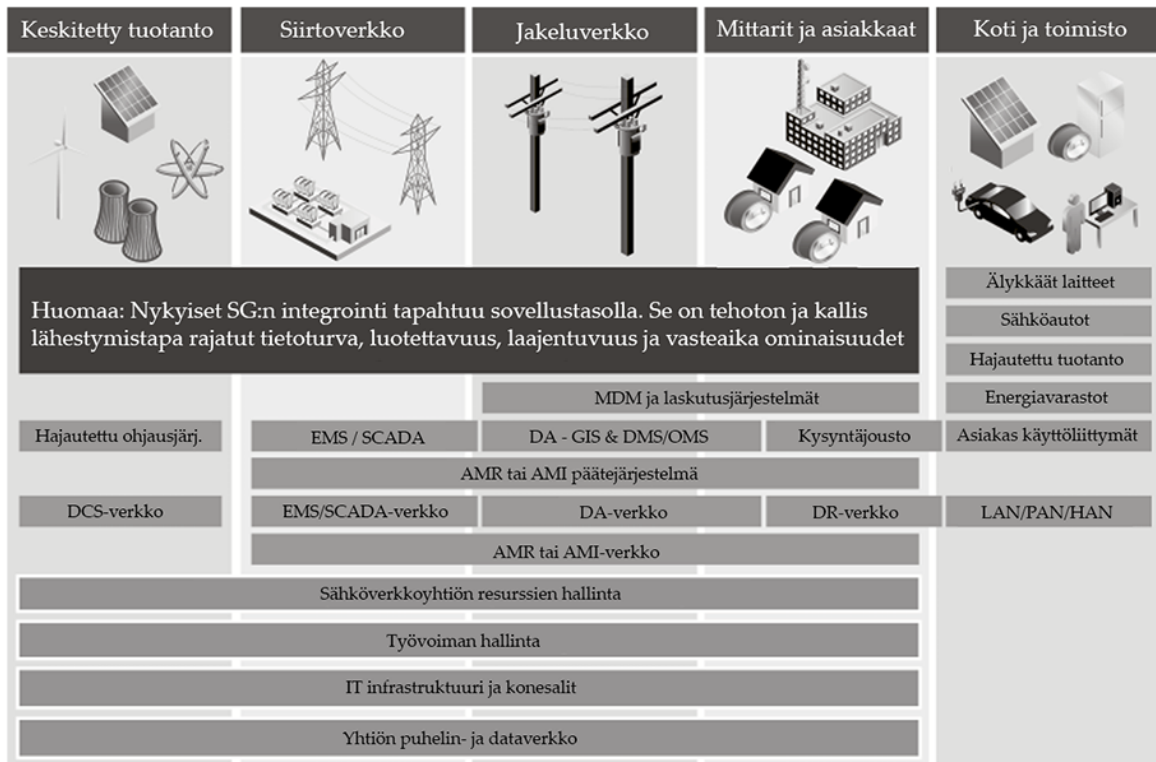 Keskitetty tuotanto
Siirtoverkko
Jakeluverkko
Mittarit ja asiakkaat
Koti ja toimisto
Huomaa: Nykyiset SG:n integrointi tapahtuu sovellustasolla. Se on tehoton ja kallis
lähestymistapa rajatut tietoturva, luotettavuus, laajentuvuus ja vasteaika ominaisuudet
Älykkäät laitteet
Sähköautot
Hajautettu tuotanto
MDM ja laskutusjärjestelmät
Energiavarastot
Hajautettu ohjausjärj.
EMS / SCADA
DA - GIS & DMS/OMS
Kysyntäjousto
Asiakas käyttöliittymät
AMR tai AMI päätejärjestelmä
DCS-verkko
EMS/SCADA-verkko
DA-verkko
DR-verkko
LAN/PAN/HAN
AMR tai AMI-verkko
Sähköverkkoyhtiön resurssien hallinta
Työvoiman hallinta
IT infrastruktuuri ja konesalit
Yhtiön puhelin- ja dataverkko